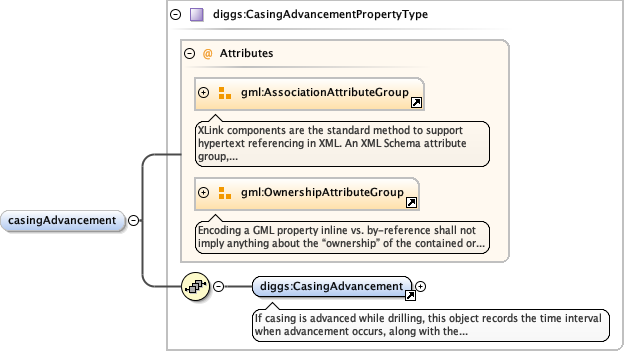 diggs:CasingAdvancementPropertyType
@ Attributes
gml:AssociationAttributeGroup
XLink components are the standard method to support
hypertext referencing in XML. An XML Schema attribute
group,...
gml:OwnershipAttributeGroup
Encoding a GML property inline vs. by-reference shall not
imply anything about the “ownership” of the contained or...
casingAdvancement
diggs:CasingAdvancement
If casing is advanced while drilling, this object records the time interval
when advancement occurs, along with the...